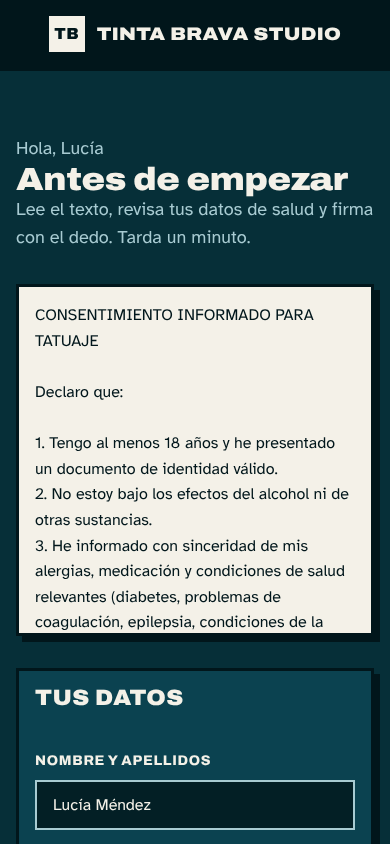 TB TINTA BRAVA STUDIO
Hola, Lucía
Antes de empezar
Lee el texto, revisa tus datos de salud y firma
con el dedo. Tarda un minuto.
CONSENTIMIENTO INFORMADO PARA
TATUAJE
Declaro que:
1. Tengo al menos 18 años y he presentado
un documento de identidad válido.
2. No estoy bajo los efectos del alcohol ni de
otras sustancias.
3. He informado con sinceridad de mis
alergias, medicación y condiciones de salud
relevantes (diabetes, problemas de
coagulación, epilepsia, condiciones de la
TUS DATOS
NOMBRE Y APELLIDOS
Lucía Méndez